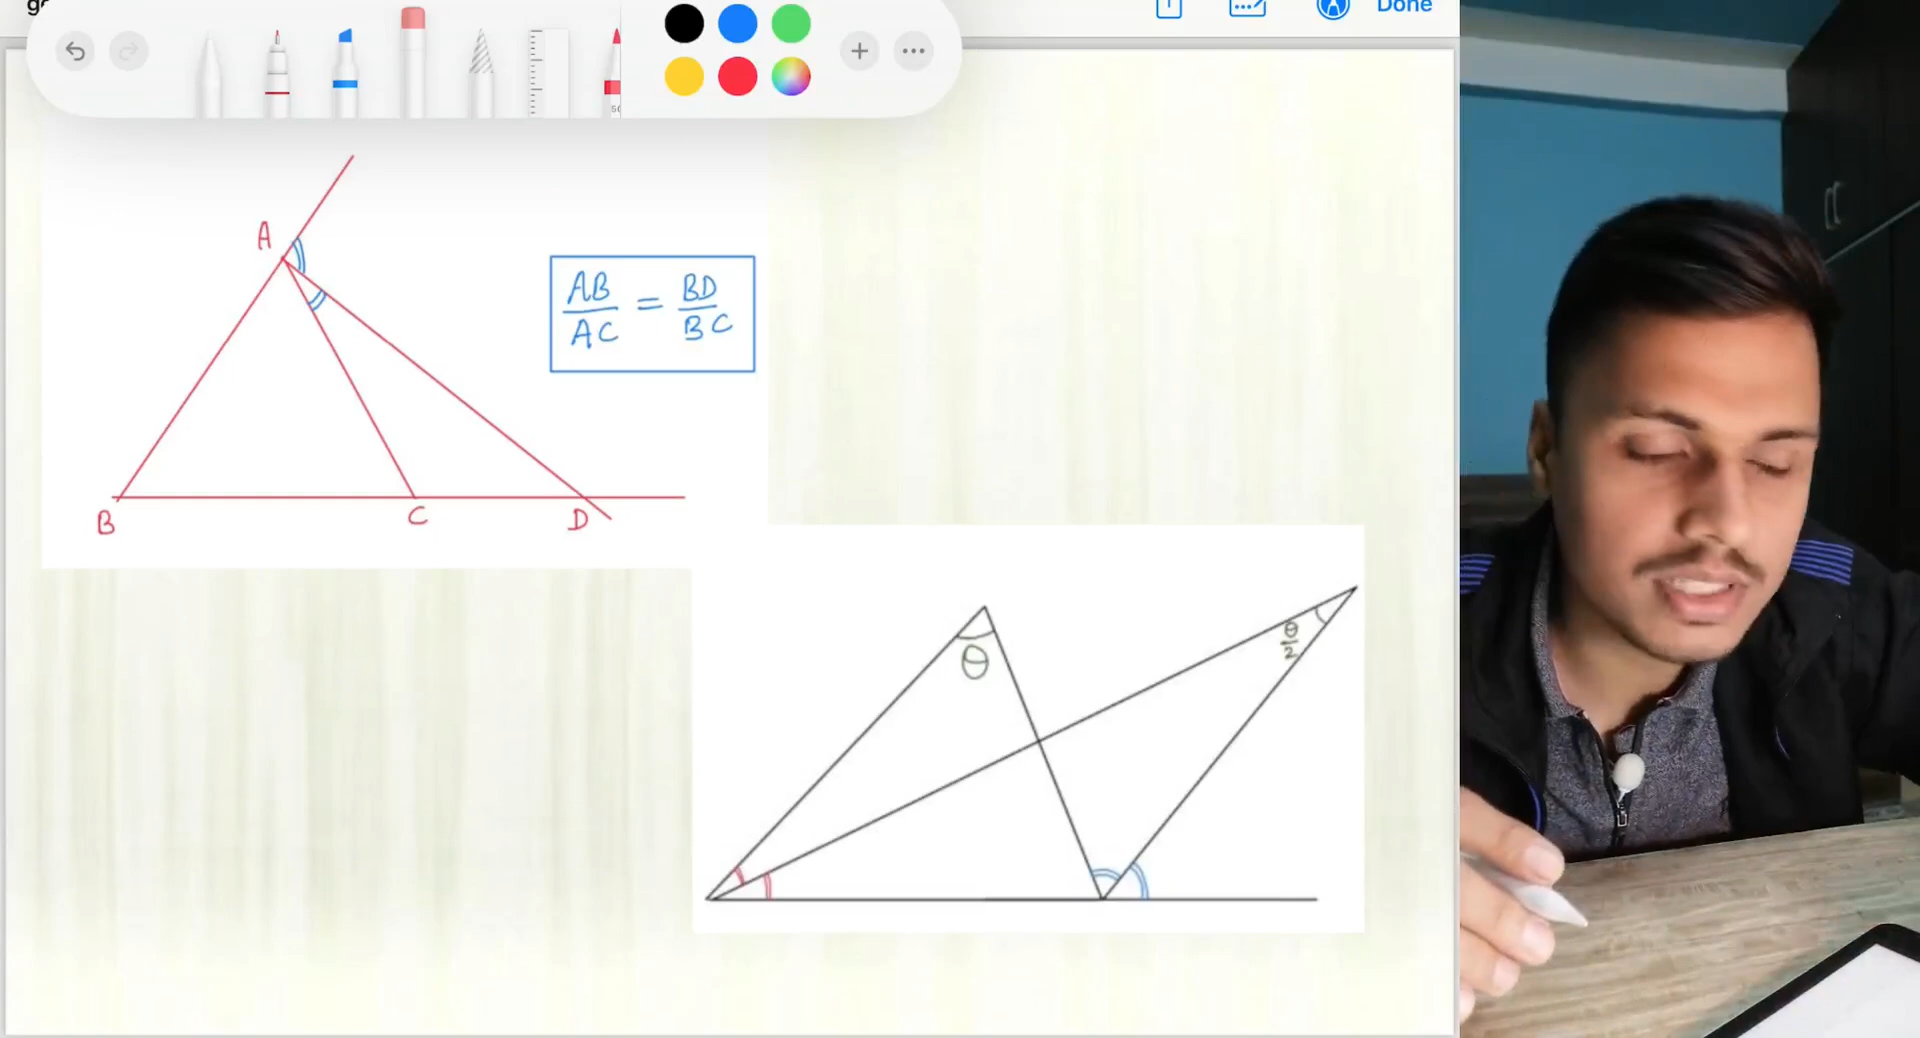 Done
A
AB/AC = BD/BC
B C D
θ
θ/2